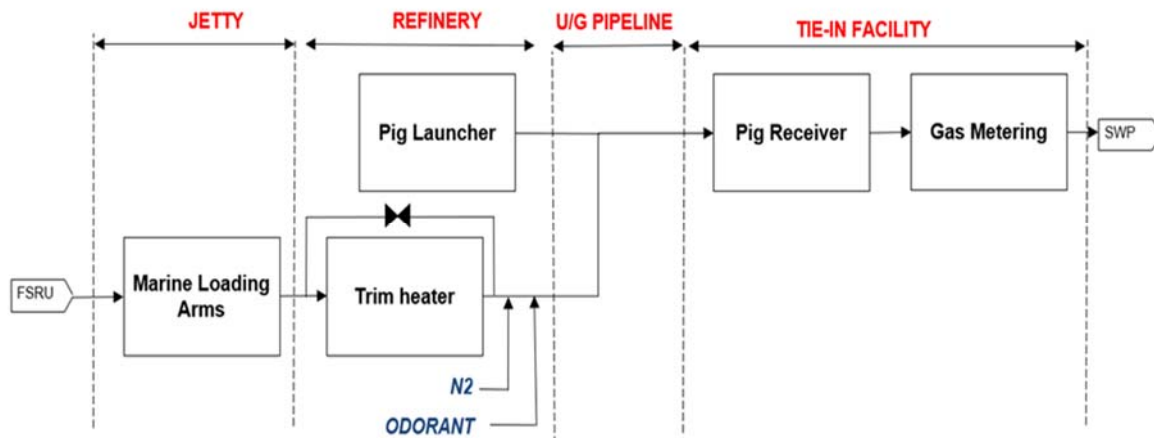 JETTY
REFINERY
U/G PIPELINE
TIE-IN FACILITY
Pig Launcher
Pig Receiver
Gas Metering
SWP
FSRU
Marine Loading
Arms
Trim heater
N2
ODORANT